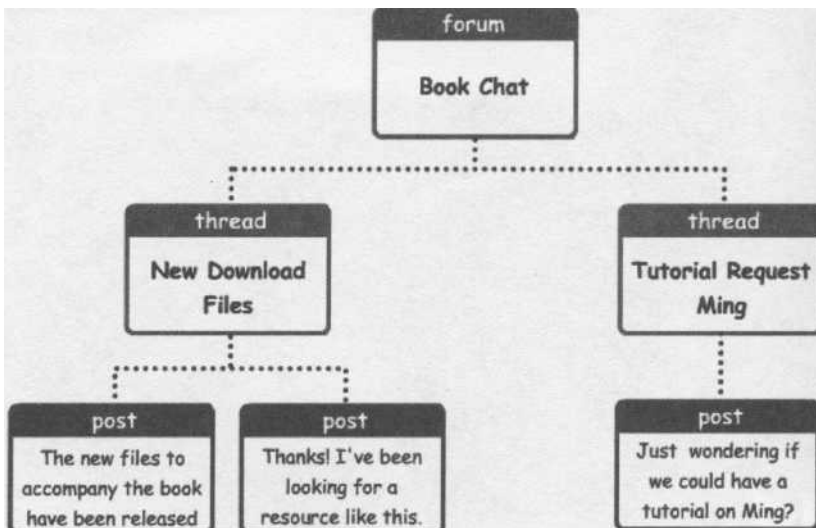 forum
Book Chat
thread
New Download
Files
thread
Tutorial Request
Ming
post
The new files to
accompany the book
have been released
post
Thanks! I've been
looking for a
resource like this.
post
Just wondering if
we could have a
tutorial on Ming?